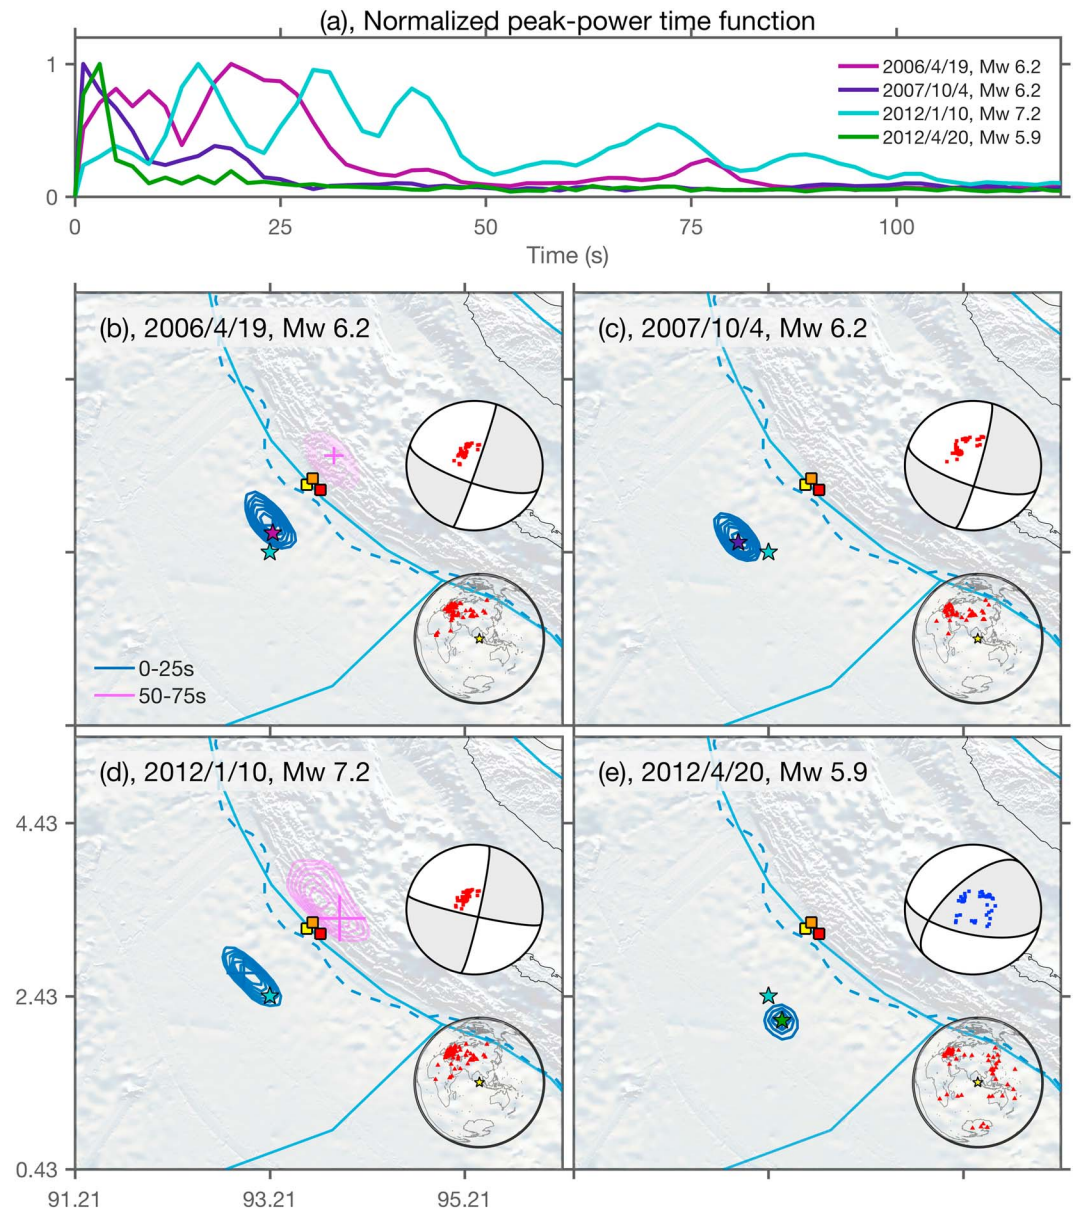 (a), Normalized peak-power time function
1
0
2006/4/19, Mw 6.2
2007/10/4, Mw 6.2
2012/1/10, Mw 7.2
2012/4/20, Mw 5.9
0 25 50 75 100
Time (s)
(b), 2006/4/19, Mw 6.2
(c), 2007/10/4, Mw 6.2
0-25s
50-75s
(d), 2012/1/10, Mw 7.2
(e), 2012/4/20, Mw 5.9
4.43
2.43
0.43
91.21 93.21 95.21